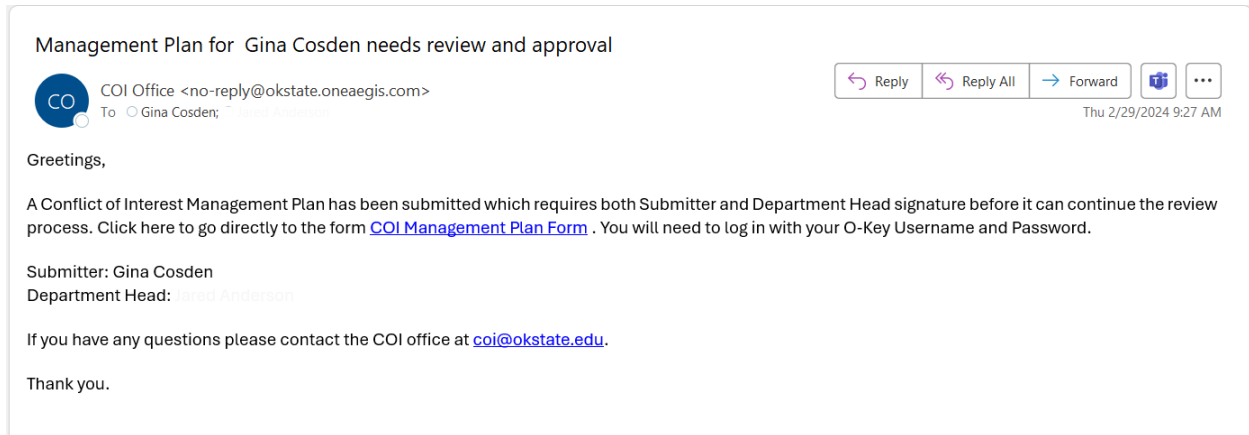 Management Plan for Gina Cosden needs review and approval
CO
COI Office <no-reply@okstate.oneaegis.com>
To Gina Cosden; Jared Anderson
Reply
Reply All
Forward
Thu 2/29/2024 9:27 AM
Greetings,
A Conflict of Interest Management Plan has been submitted which requires both Submitter and Department Head signature before it can continue the review
process. Click here to go directly to the form COI Management Plan Form . You will need to log in with your O-Key Username and Password.
Submitter: Gina Cosden
Department Head: Jared Anderson
If you have any questions please contact the COI office at coi@okstate.edu.
Thank you.